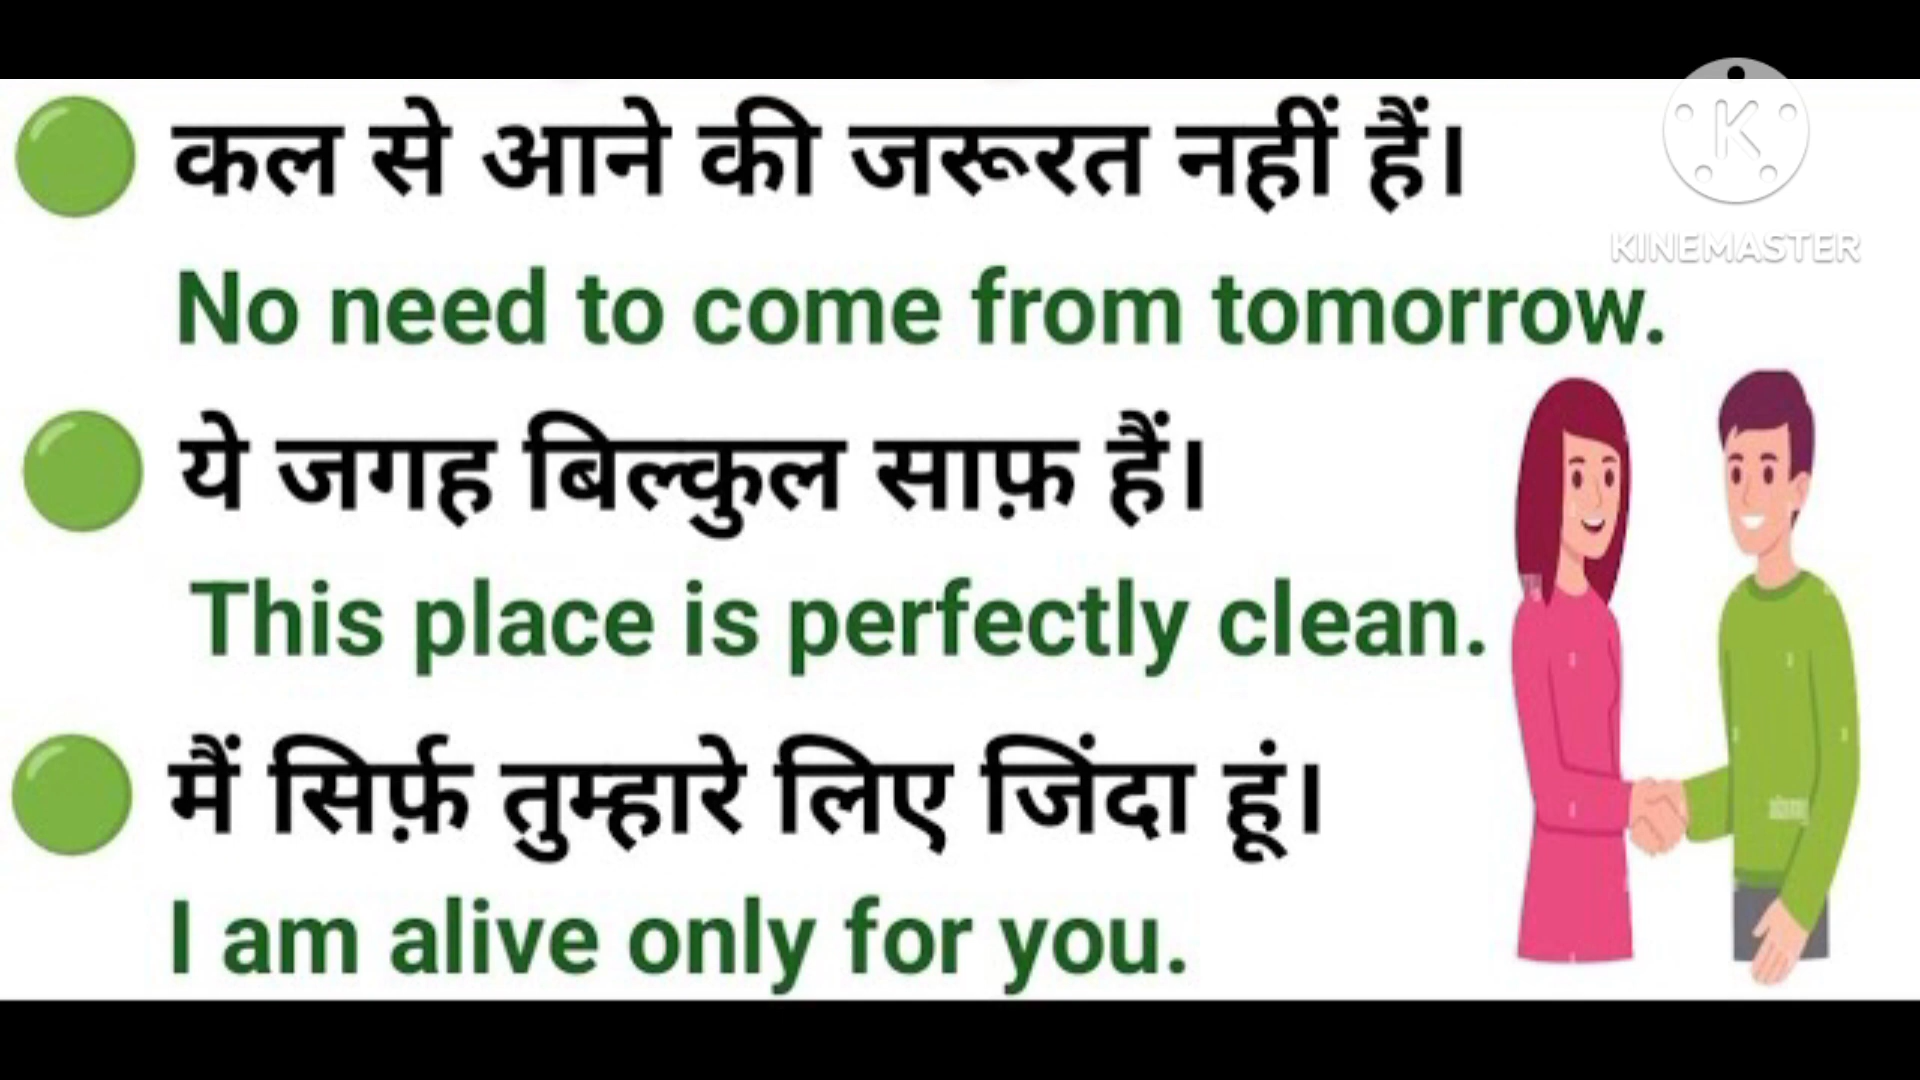 कल से आने की जरूरत नहीं हैं।
K
KINEMASTER
No need to come from tomorrow.
ये जगह बिल्कुल साफ़ हैं।
This place is perfectly clean.
मैं सिर्फ़ तुम्हारे लिए जिंदा हूं।
I am alive only for you.